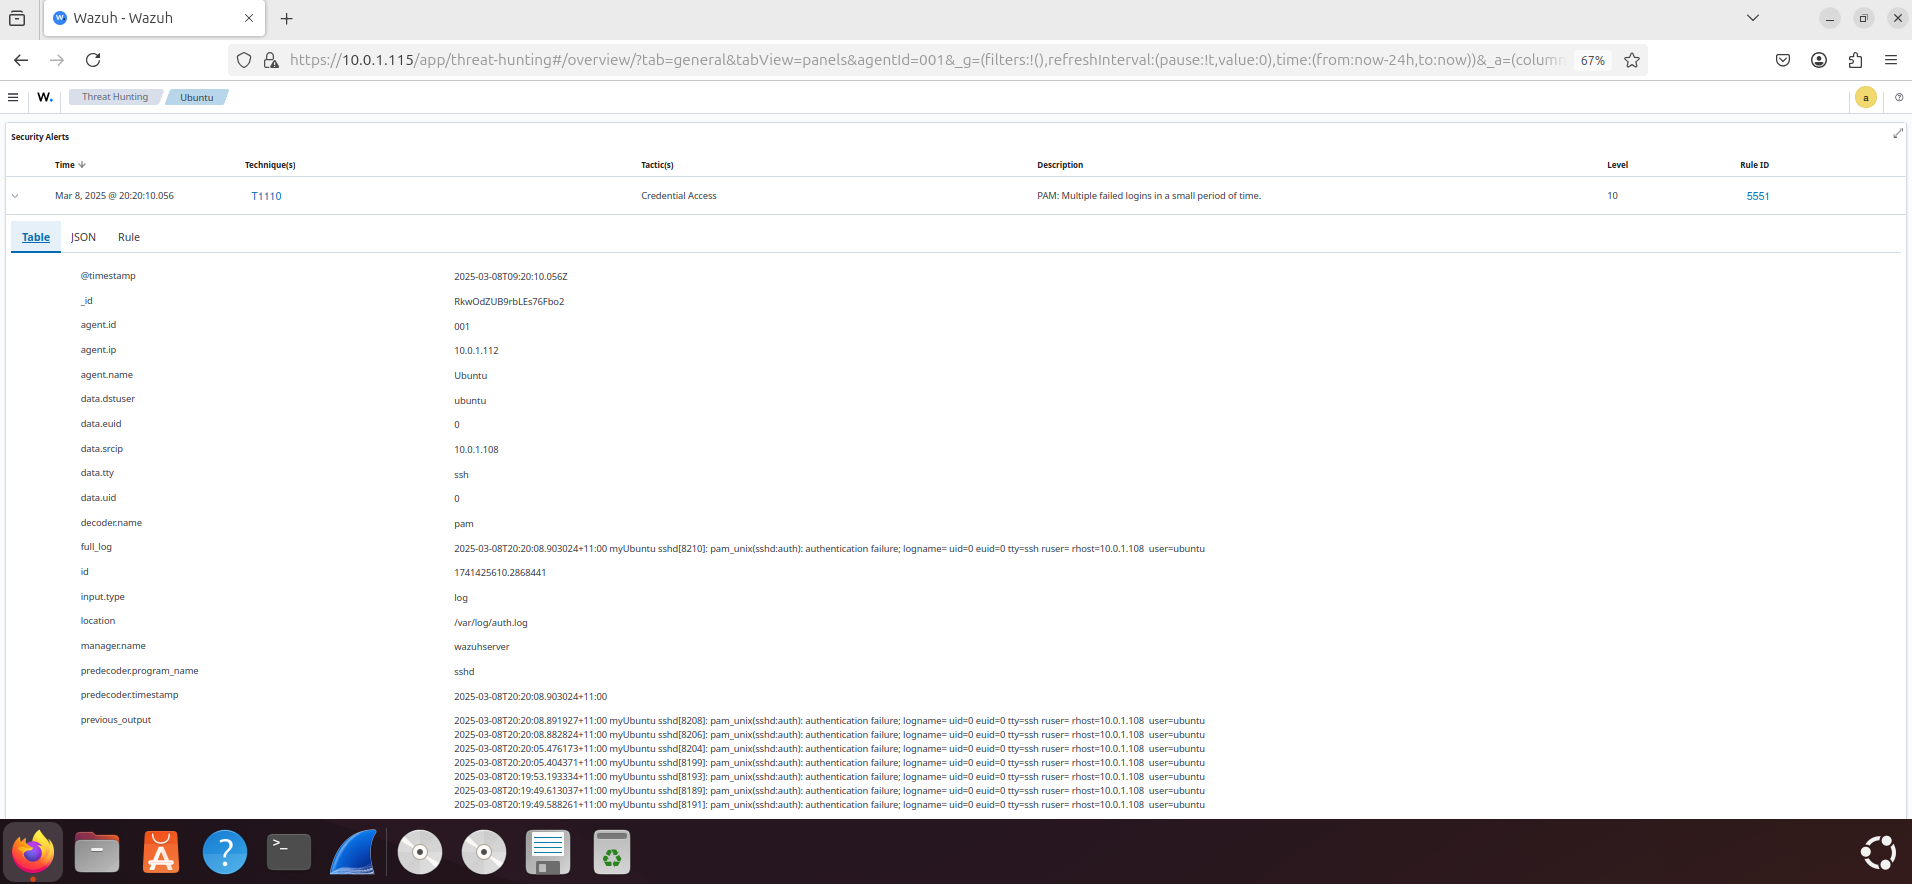 Wazuh - Wazuh
https://10.0.1.115/app/threat-hunting#/overview/?tab=general&tabView=panels&agentId=001&_g=(filters:!(),refreshInterval:(pause:!t,value:0),time:(from:now-24h,to:now))&_a=(column
67%
W. Threat Hunting Ubuntu a
Security Alerts
Time Technique(s) Tactic(s) Description Level Rule ID
Mar 8, 2025 @ 20:20:10.056 T1110 Credential Access PAM: Multiple failed logins in a small period of time. 10 5551
Table JSON Rule
@timestamp 2025-03-08T09:20:10.056Z
_id RkwOdZUB9rbLEs76Fbo2
agent.id 001
agent.ip 10.0.1.112
agent.name Ubuntu
data.dstuser ubuntu
data.euid 0
data.srcip 10.0.1.108
data.tty ssh
data.uid 0
decoder.name pam
full_log 2025-03-08T20:20:08.903024+11:00 myUbuntu sshd[8210]: pam_unix(sshd:auth): authentication failure; logname= uid=0 euid=0 tty=ssh ruser= rhost=10.0.1.108 user=ubuntu
id 1741425610.2868441
input.type log
location /var/log/auth.log
manager.name wazuhserver
predecoder.program_name sshd
predecoder.timestamp 2025-03-08T20:20:08.903024+11:00
previous_output 2025-03-08T20:20:08.891927+11:00 myUbuntu sshd[8208]: pam_unix(sshd:auth): authentication failure; logname= uid=0 euid=0 tty=ssh ruser= rhost=10.0.1.108 user=ubuntu
2025-03-08T20:20:08.882824+11:00 myUbuntu sshd[8206]: pam_unix(sshd:auth): authentication failure; logname= uid=0 euid=0 tty=ssh ruser= rhost=10.0.1.108 user=ubuntu
2025-03-08T20:20:05.476173+11:00 myUbuntu sshd[8204]: pam_unix(sshd:auth): authentication failure; logname= uid=0 euid=0 tty=ssh ruser= rhost=10.0.1.108 user=ubuntu
2025-03-08T20:20:05.404371+11:00 myUbuntu sshd[8199]: pam_unix(sshd:auth): authentication failure; logname= uid=0 euid=0 tty=ssh ruser= rhost=10.0.1.108 user=ubuntu
2025-03-08T20:19:53.193334+11:00 myUbuntu sshd[8193]: pam_unix(sshd:auth): authentication failure; logname= uid=0 euid=0 tty=ssh ruser= rhost=10.0.1.108 user=ubuntu
2025-03-08T20:19:49.613037+11:00 myUbuntu sshd[8189]: pam_unix(sshd:auth): authentication failure; logname= uid=0 euid=0 tty=ssh ruser= rhost=10.0.1.108 user=ubuntu
2025-03-08T20:19:49.588261+11:00 myUbuntu sshd[8191]: pam_unix(sshd:auth): authentication failure; logname= uid=0 euid=0 tty=ssh ruser= rhost=10.0.1.108 user=ubuntu